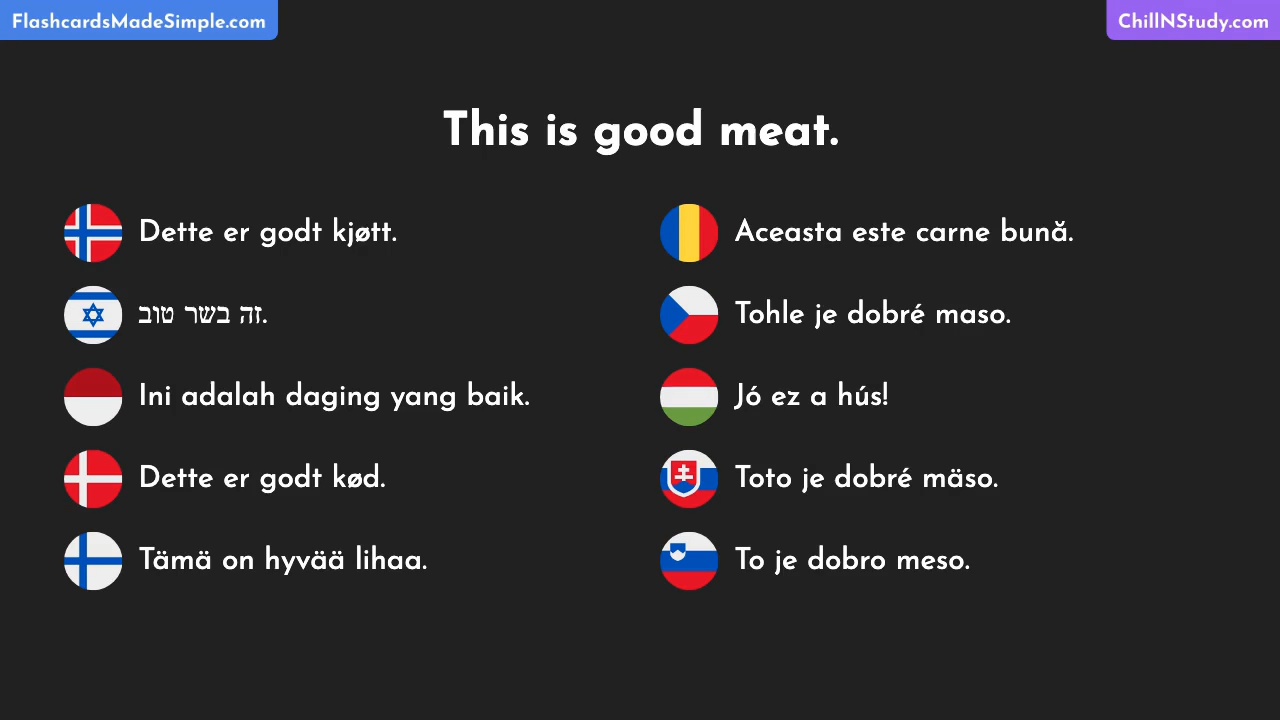 FlashcardsMadeSimple.com
ChillNStudy.com
This is good meat.
Dette er godt kjøtt.
זה בשר טוב.
Ini adalah daging yang baik.
Dette er godt kød.
Tämä on hyvää lihaa.
Aceasta este carne bună.
Tohle je dobré maso.
Jó ez a hús!
Toto je dobré mäso.
To je dobro meso.